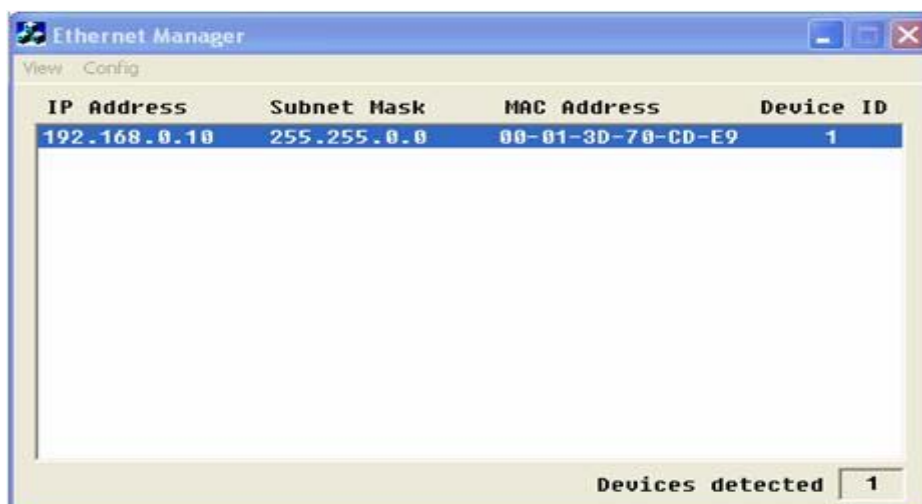 Ethernet Manager
View Config
IP Address Subnet Mask MAC Address Device ID
192.168.0.10 255.255.0.0 00-01-3D-70-CD-E9 1
Devices detected 1